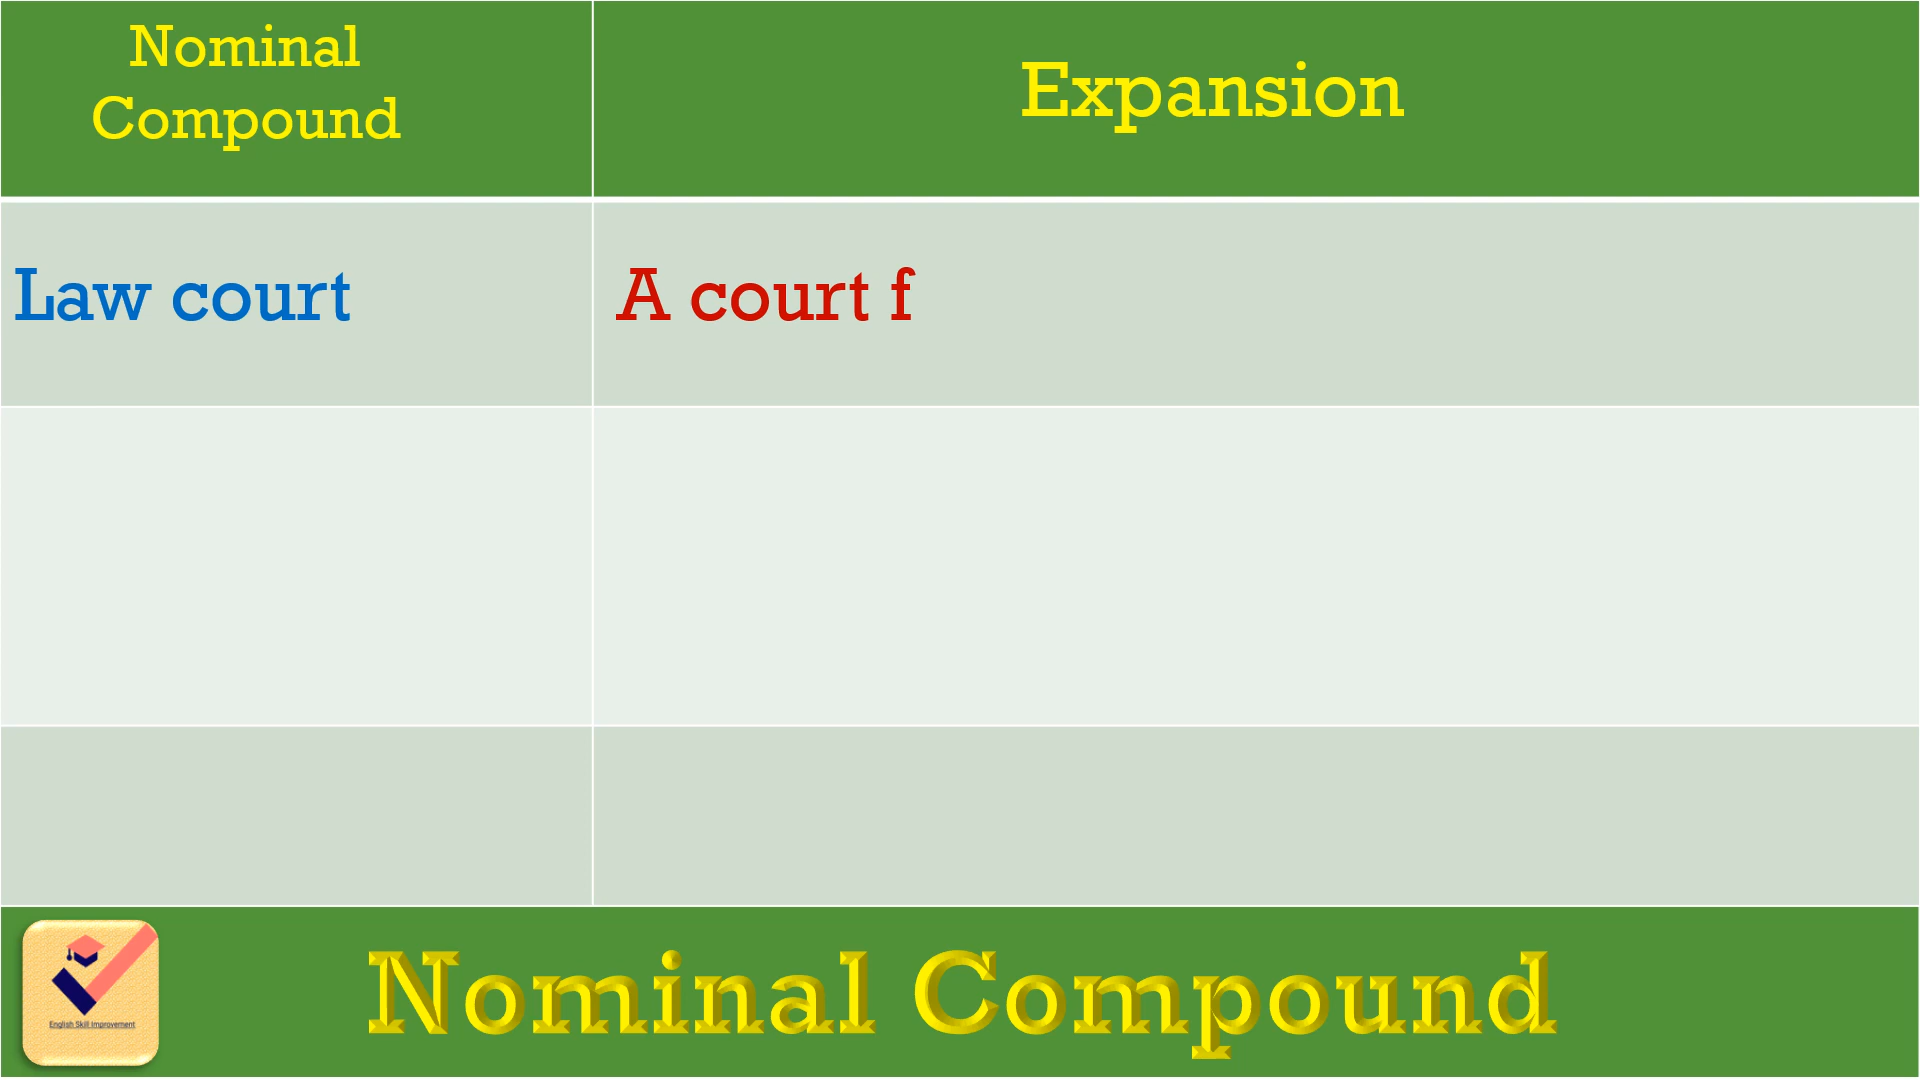 Nominal
Compound
Expansion
Law court
A court f
Nominal Compound
English Skill Improvement